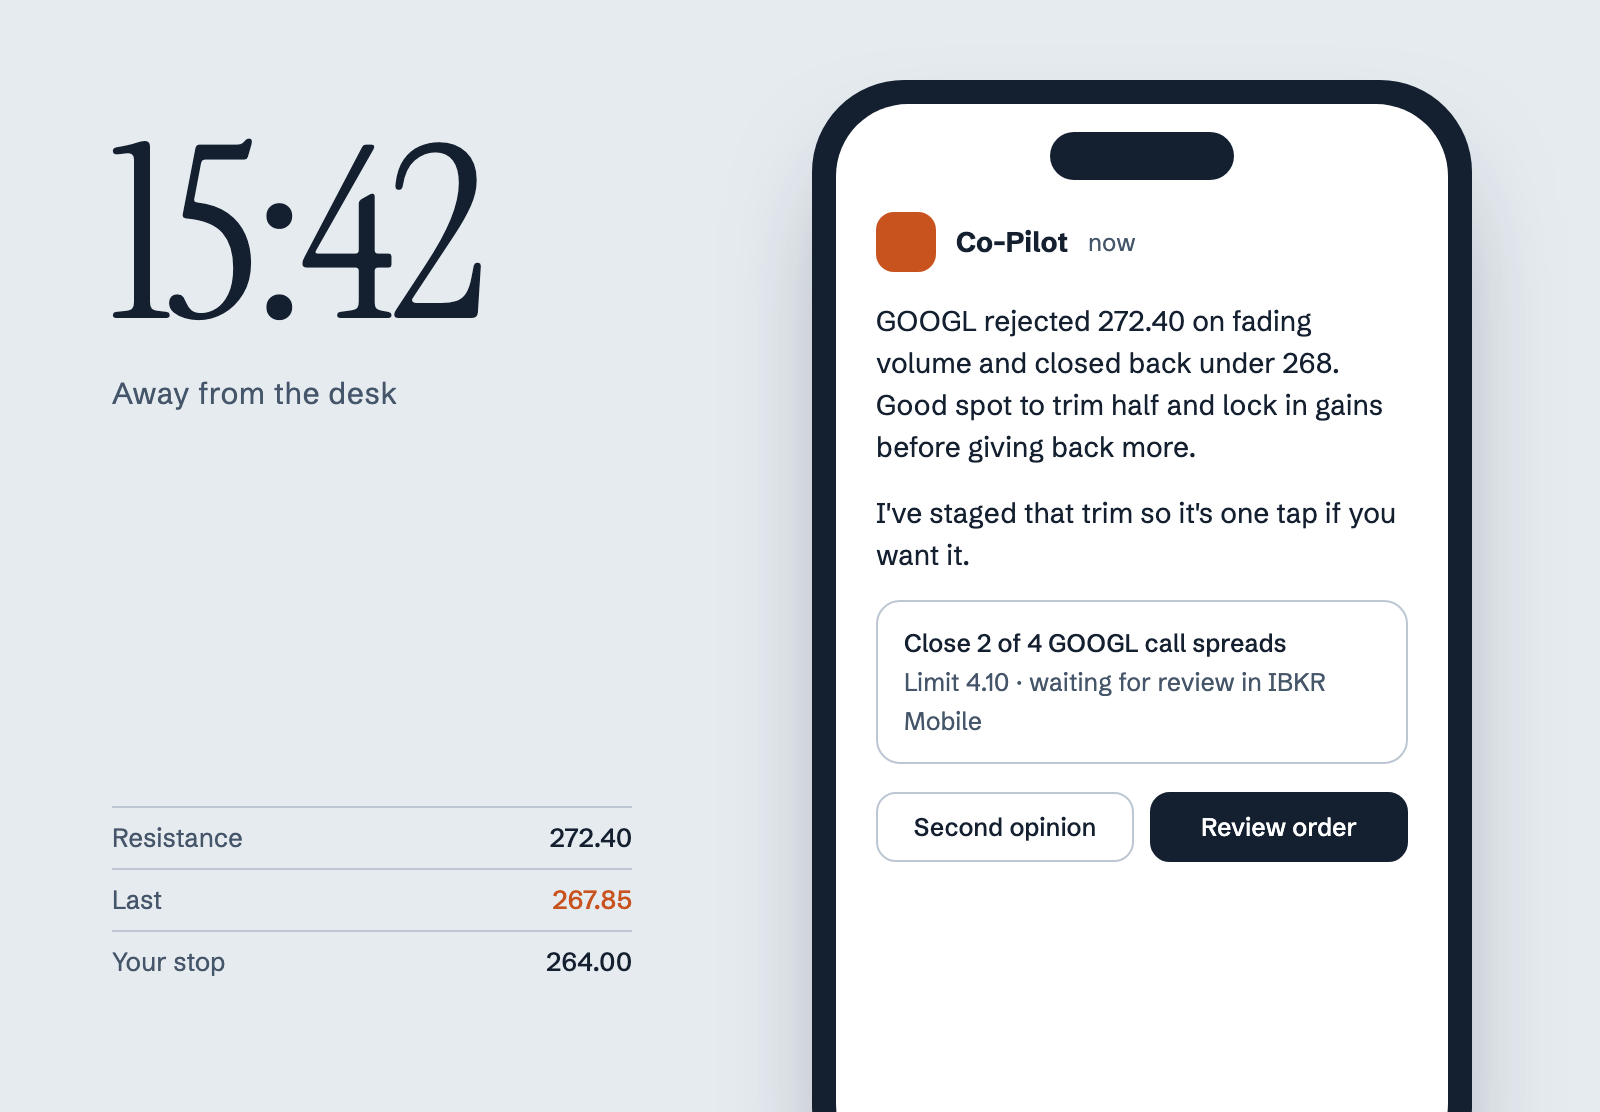 15:42
Away from the desk
Resistance 272.40
Last 267.85
Your stop 264.00
Co-Pilot now
GOOGL rejected 272.40 on fading
volume and closed back under 268.
Good spot to trim half and lock in gains
before giving back more.
I've staged that trim so it's one tap if you
want it.
Close 2 of 4 GOOGL call spreads
Limit 4.10 · waiting for review in IBKR
Mobile
Second opinion
Review order